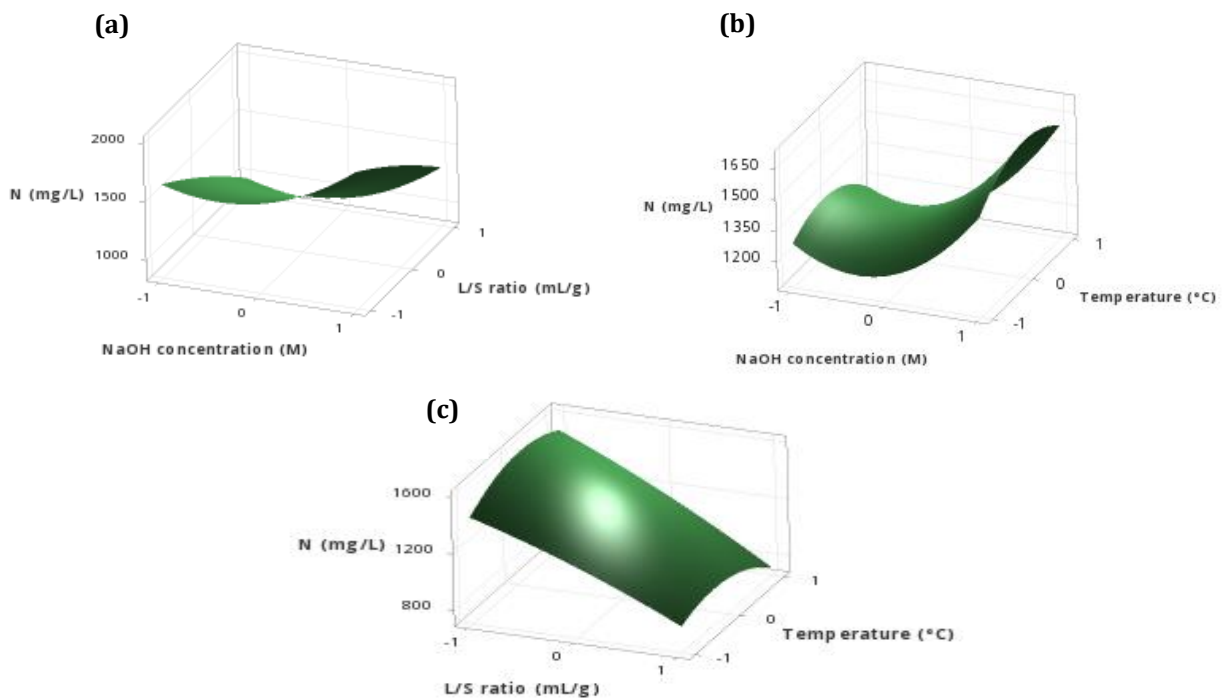 (a)
2000
N (mg/L)
1500
1000
-1
0
1
NaOH concentration (M)
1
0
-1
L/S ratio (mL/g)
(b)
1650
1500
N (mg/L)
1350
1200
-1
0
1
NaOH concentration (M)
1
0
-1
Temperature (°C)
(c)
1600
N (mg/L)
1200
800
-1
0
1
L/S ratio (mL/g)
1
0
-1
Temperature (°C)